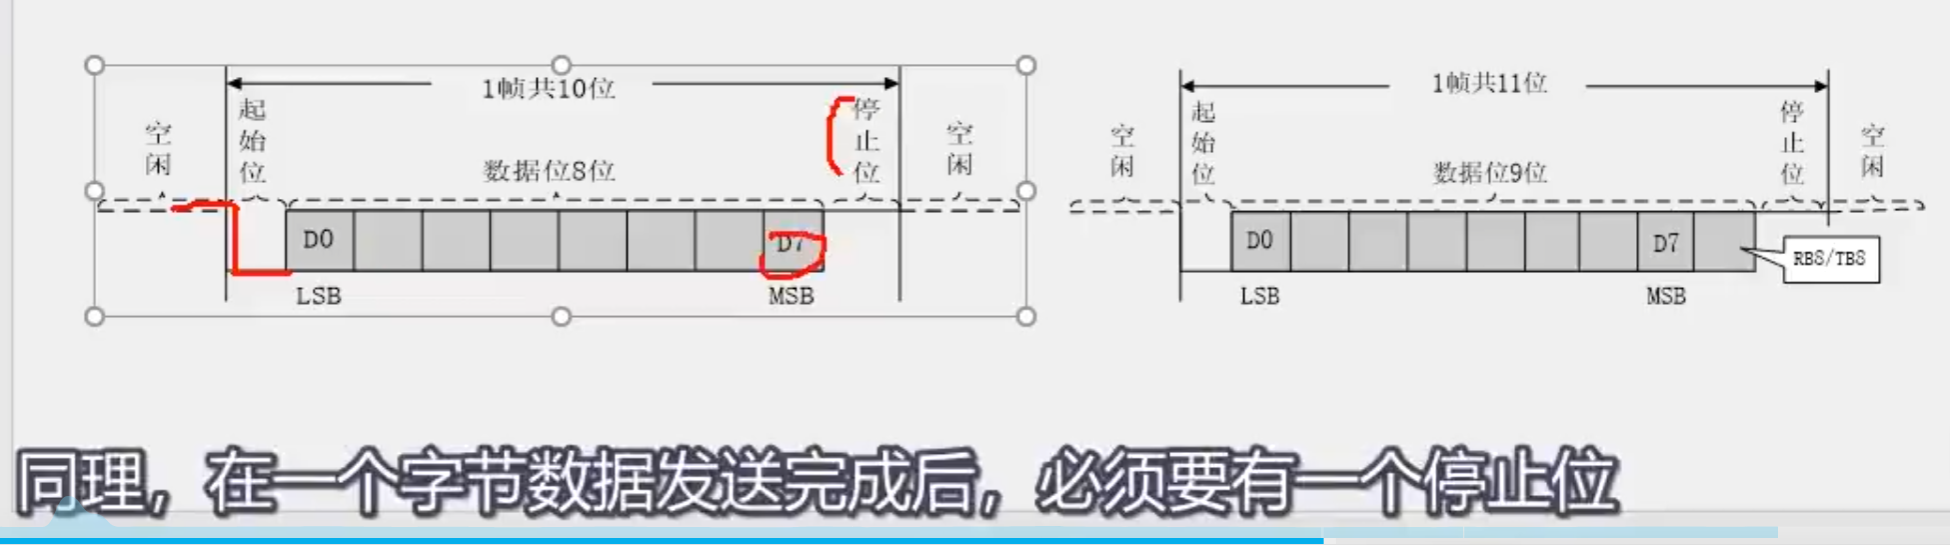 1帧共10位
空闲
起始位
数据位8位
停止位
空闲
D0
D7
LSB
MSB
1帧共11位
空闲
起始位
数据位9位
停止位
空闲
D0
D7
RB8/TB8
LSB
MSB
同理，在一个字节数据发送完成后，必须要有一个停止位